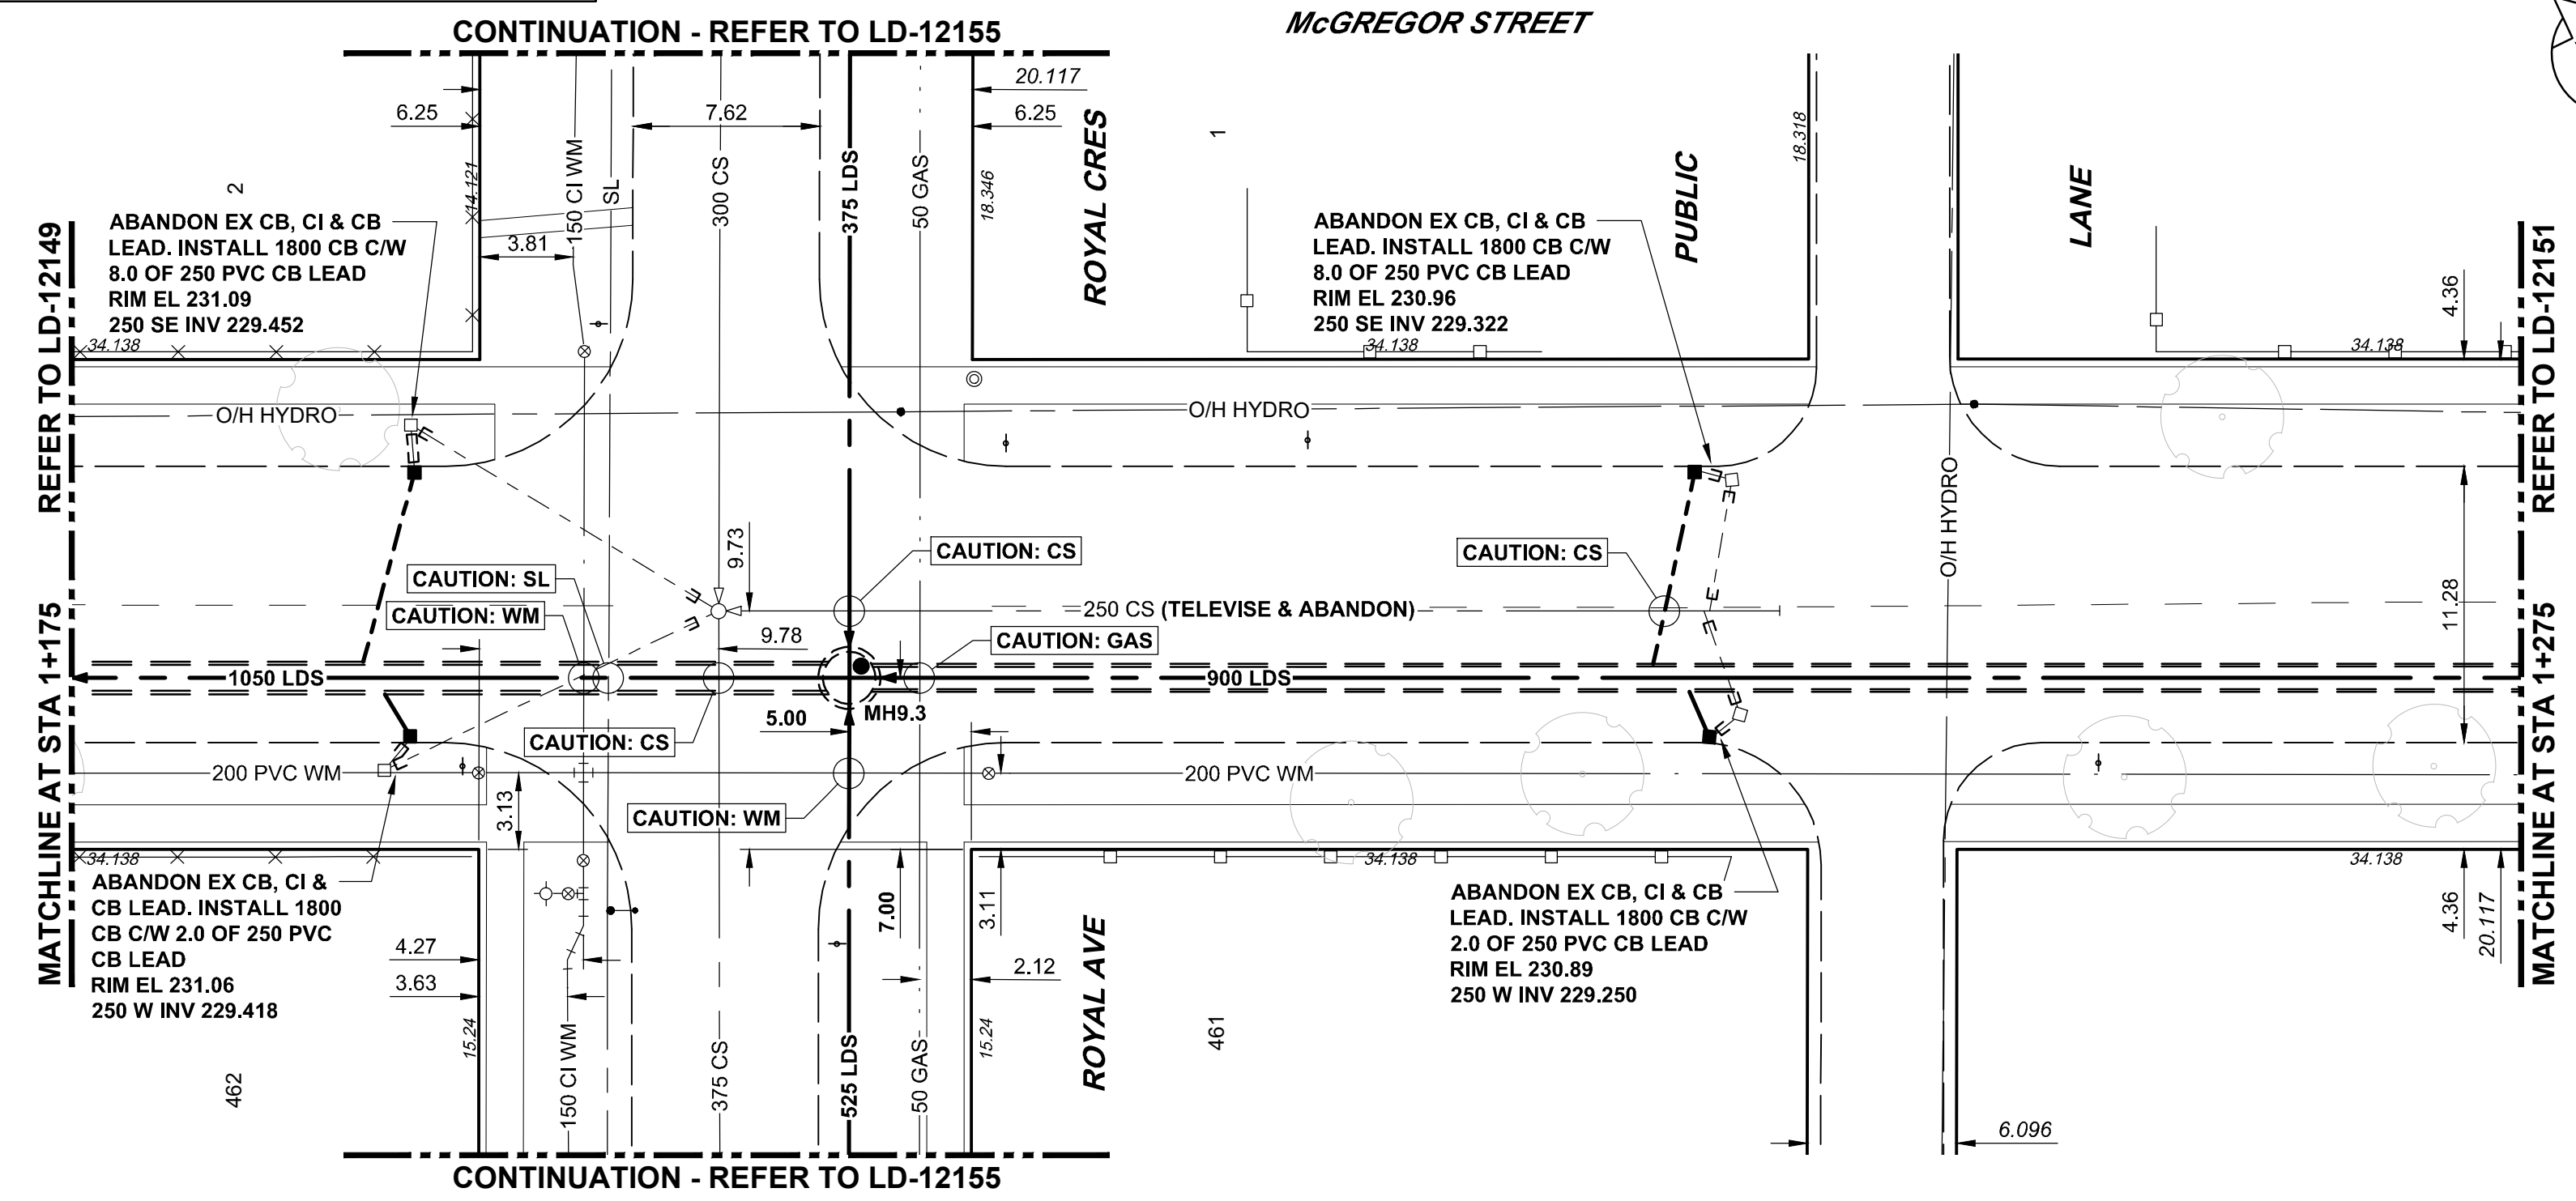 McGREGOR STREET
CONTINUATION - REFER TO LD-12155
20.117
6.25
7.62
6.25
14.121
150 CI WM
SL
300 CS
375 LDS
50 GAS
18.346
ROYAL CRES
1
PUBLIC
18.318
LANE
2
ABANDON EX CB, CI & CB
LEAD. INSTALL 1800 CB C/W
8.0 OF 250 PVC CB LEAD
RIM EL 231.09
250 SE INV 229.452
3.81
ABANDON EX CB, CI & CB
LEAD. INSTALL 1800 CB C/W
8.0 OF 250 PVC CB LEAD
RIM EL 230.96
250 SE INV 229.322
4.36
REFER TO LD-12149
REFER TO LD-12151
34.138
34.138
34.138
O/H HYDRO
O/H HYDRO
O/H HYDRO
9.73
CAUTION: CS
CAUTION: CS
CAUTION: SL
CAUTION: WM
250 CS (TELEVISE & ABANDON)
11.28
9.78
CAUTION: GAS
1050 LDS
900 LDS
MATCHLINE AT STA 1+175
MATCHLINE AT STA 1+275
5.00
MH9.3
CAUTION: CS
200 PVC WM
200 PVC WM
3.13
CAUTION: WM
34.138
34.138
34.138
ABANDON EX CB, CI &
CB LEAD. INSTALL 1800
CB C/W 2.0 OF 250 PVC
CB LEAD
RIM EL 231.06
250 W INV 229.418
4.27
3.63
7.00
3.11
2.12
ABANDON EX CB, CI & CB
LEAD. INSTALL 1800 CB C/W
2.0 OF 250 PVC CB LEAD
RIM EL 230.89
250 W INV 229.250
4.36
20.117
15.24
150 CI WM
375 CS
525 LDS
50 GAS
15.24
ROYAL AVE
461
462
6.096
CONTINUATION - REFER TO LD-12155